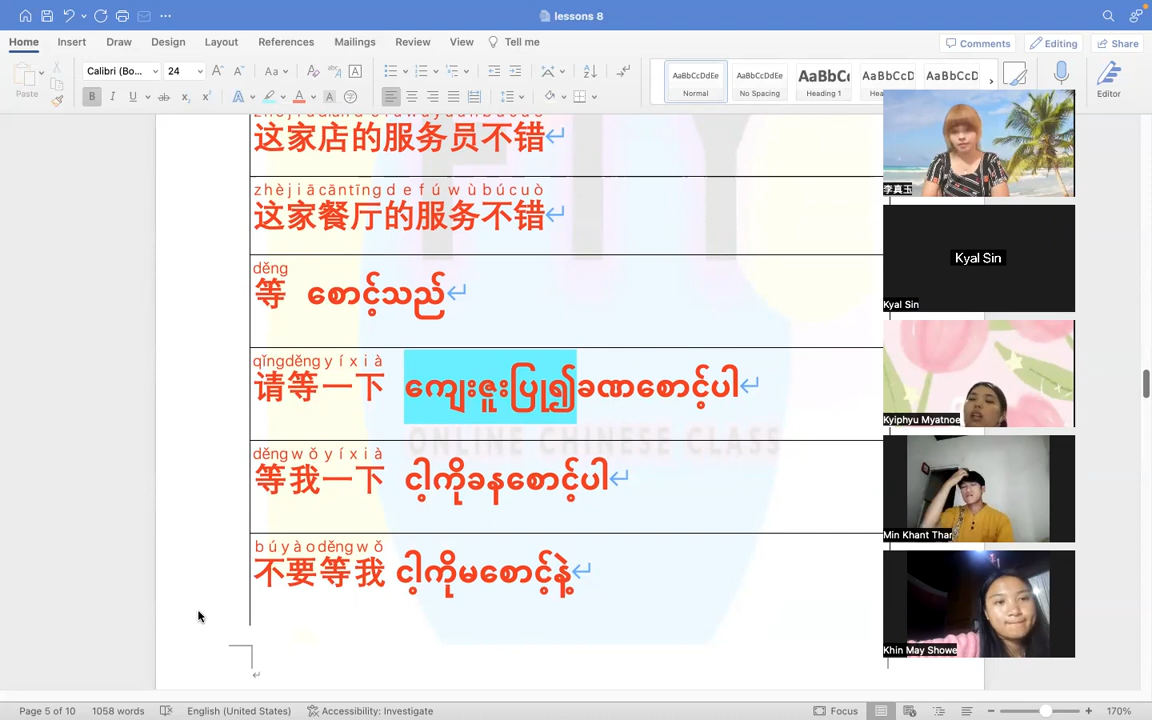 lessons 8
Home Insert Draw Design Layout References Mailings Review View Tell me
Comments Editing Share
Calibri (Bo... 24
Paste
AaBbCcDdEe AaBbCcDdEe AaBbCc AaBbCcD AaBbCcD
Normal No Spacing Heading 1
Editor
这家店的服务员不错
zhèjiācāntīngdefúwùbúcuò
这家餐厅的服务不错
děng
等 စောင့်သည်
qǐngděngyíxià
请等一下 ကျေးဇူးပြု၍ခဏစောင့်ပါ
ONLINE CHINESE CLASS
děngwǒyíxià
等我一下 ငါ့ကိုခနစောင့်ပါ
búyàoděngwǒ
不要等我 ငါ့ကိုမစောင့်နဲ့
李真玉
Kyal Sin
Kyal Sin
Kyiphyu Myatnoe
Min Khant Than
Khin May Showe
Page 5 of 10 1058 words English (United States) Accessibility: Investigate Focus 170%